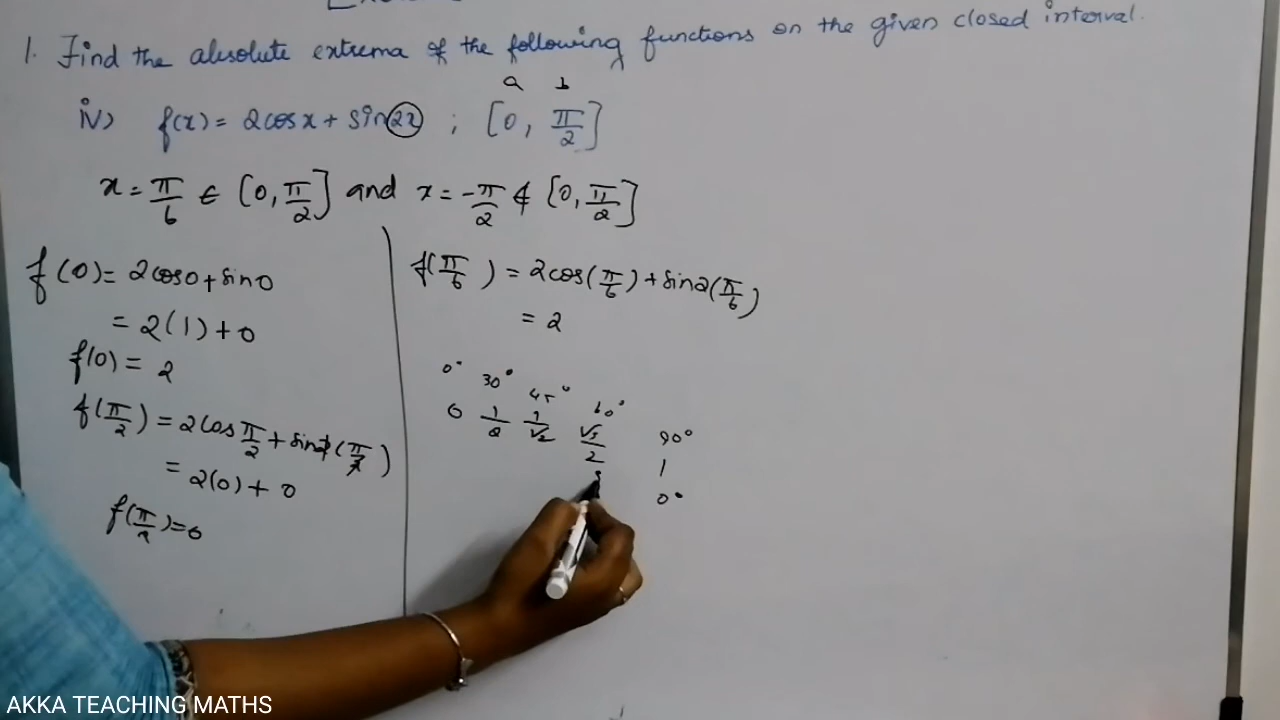 1. Find the absolute extrema of the following functions on the given closed interval.
a b
iv) f(x) = 2cosx + sin2x ; [0, π/2]
x = π/6 ∈ [0, π/2] and x = -π/2 ∉ [0, π/2]
f(0) = 2cos0 + sin0
= 2(1) + 0
f(0) = 2
f(π/2) = 2cos π/2 + sin2(π/2)
= 2(0) + 0
f(π/2) = 0
f(π/6) = 2cos(π/6) + sin2(π/6)
= 2
0° 30° 45° 60° 90°
0 1/2 1/√2 √3/2 1
0°
AKKA TEACHING MATHS